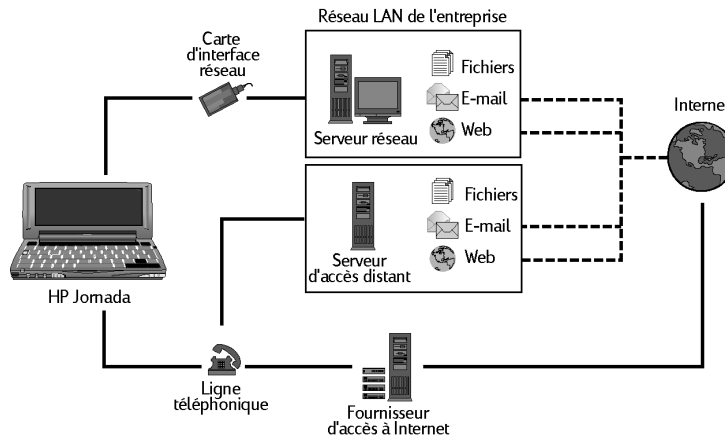 Réseau LAN de l'entreprise
Carte
d'interface
réseau
Fichiers
E-mail
Web
Serveur réseau
Internet
Fichiers
E-mail
Web
Serveur
d'accès distant
HP Jornada
Ligne
téléphonique
Fournisseur
d'accès à Internet